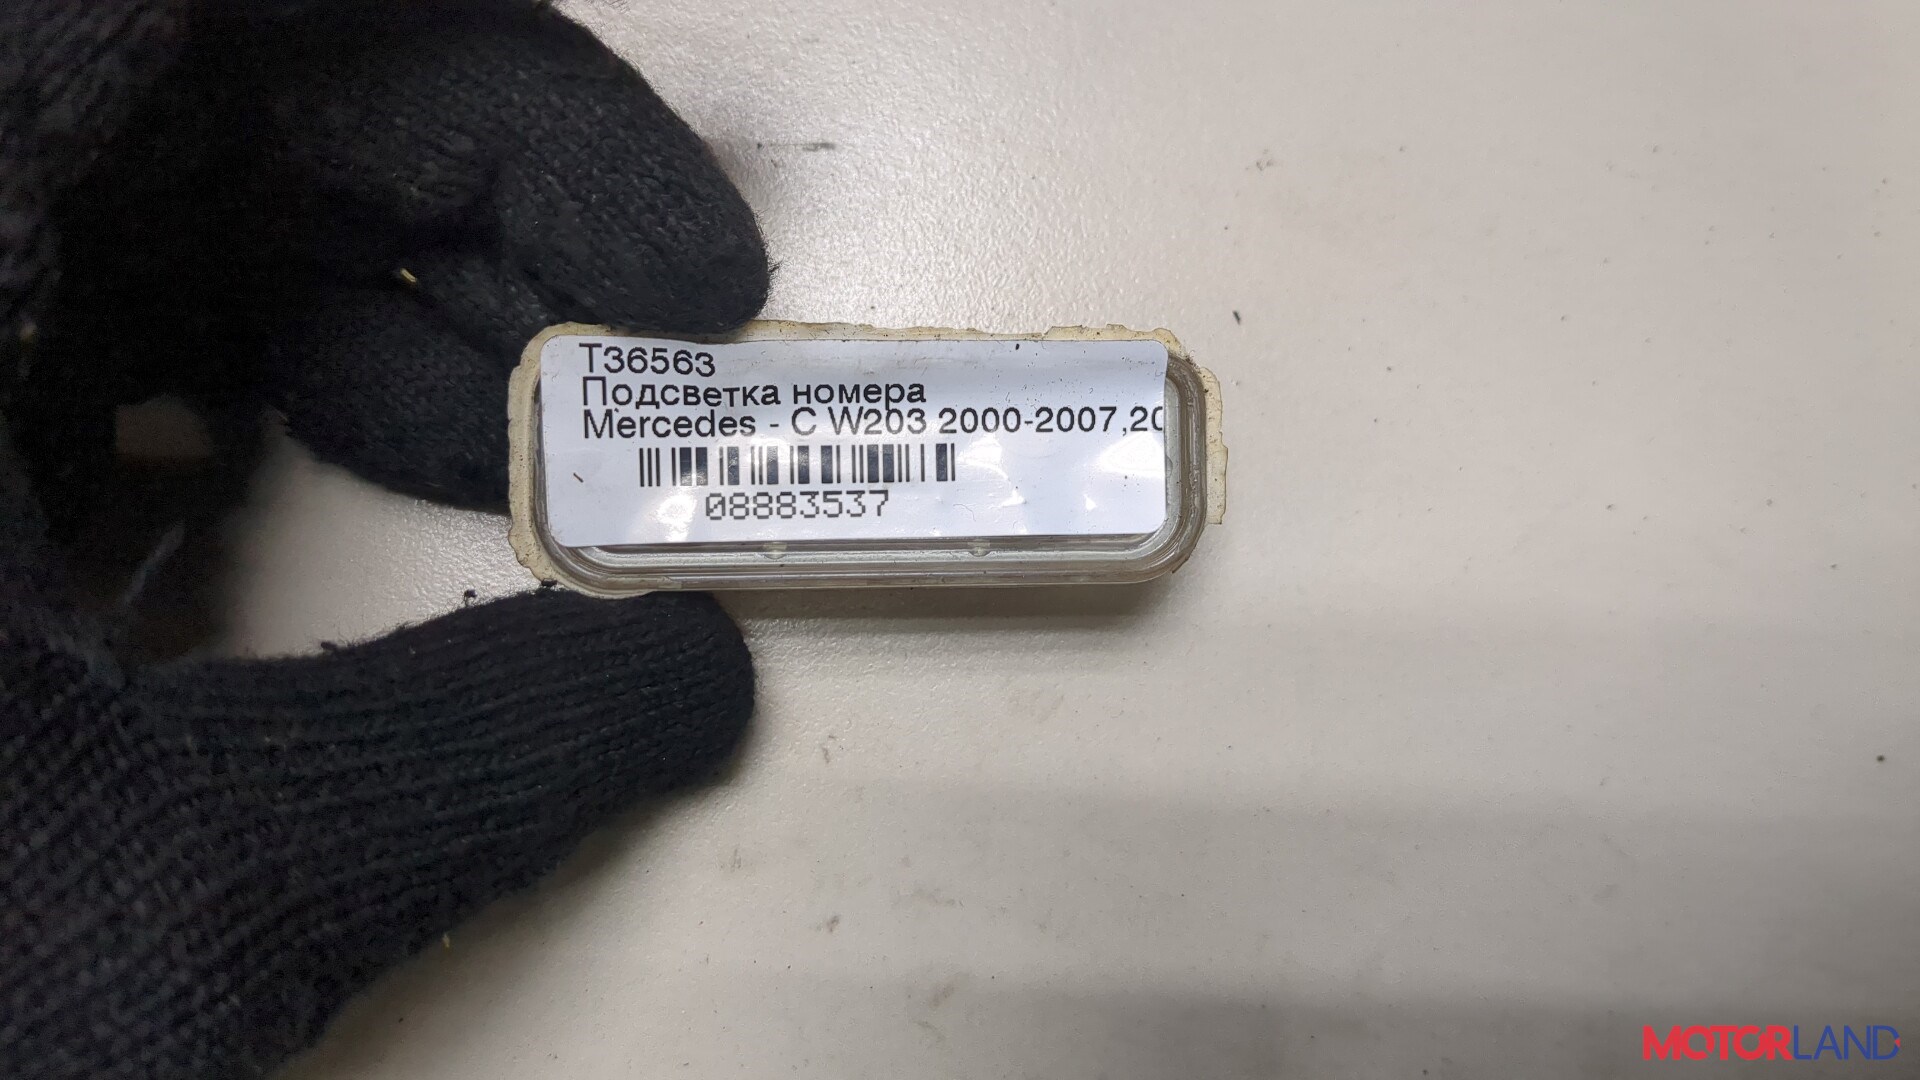 T36563
Подсветка номера
Mercedes - C W203 2000-2007,20
08883537
MOTORLAND